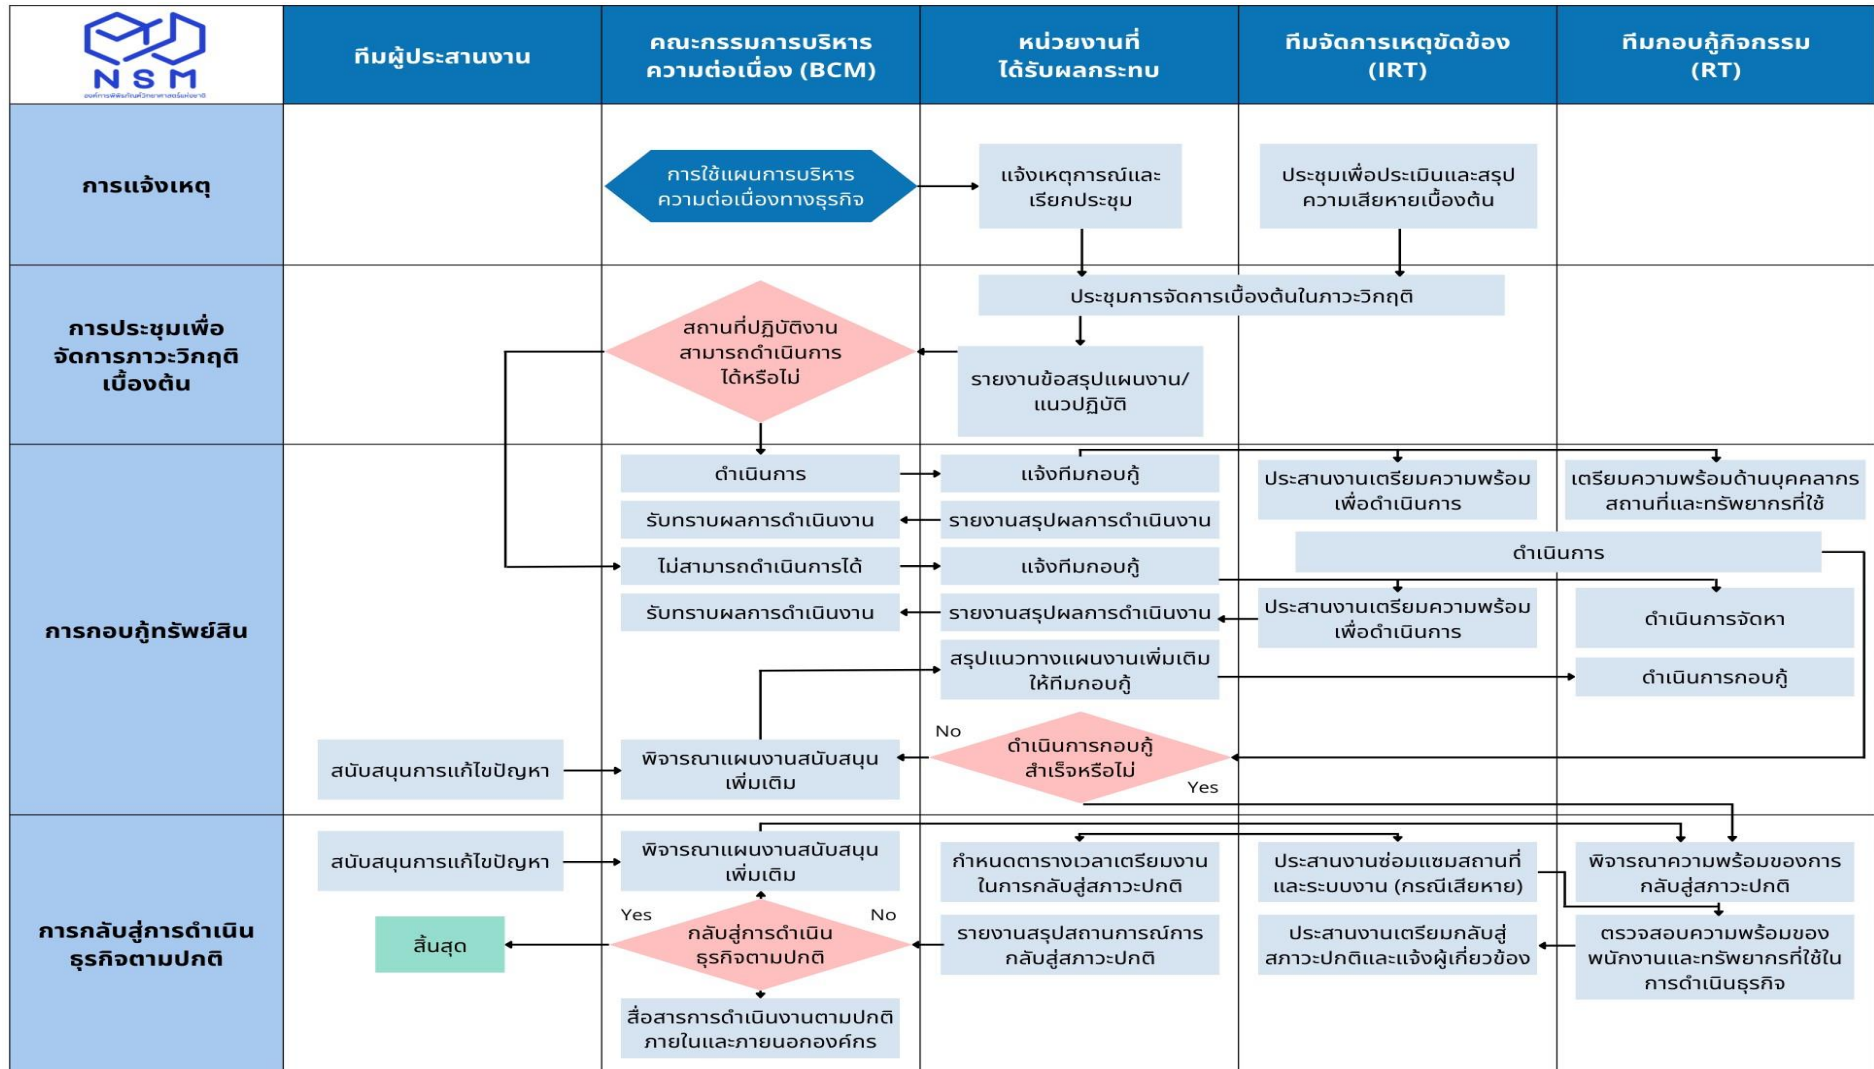 NSM
องค์การพิพิธภัณฑ์วิทยาศาสตร์แห่งชาติ
ทีมผู้ประสานงาน
คณะกรรมการบริหาร
ความต่อเนื่อง (BCM)
หน่วยงานที่
ได้รับผลกระทบ
ทีมจัดการเหตุขัดข้อง
(IRT)
ทีมกอบกู้กิจกรรม
(RT)
การแจ้งเหตุ
การใช้แผนการบริหาร
ความต่อเนื่องทางธุรกิจ
แจ้งเหตุการณ์และ
เรียกประชุม
ประชุมเพื่อประเมินและสรุป
ความเสียหายเบื้องต้น
การประชุมเพื่อ
จัดการภาวะวิกฤติ
เบื้องต้น
สถานที่ปฏิบัติงาน
สามารถดำเนินการ
ได้หรือไม่
ประชุมการจัดการเบื้องต้นในภาวะวิกฤติ
รายงานข้อสรุปแผนงาน/
แนวปฏิบัติ
การกอบกู้ทรัพย์สิน
ดำเนินการ
แจ้งทีมกอบกู้
ประสานงานเตรียมความพร้อม
เพื่อดำเนินการ
เตรียมความพร้อมด้านบุคคลากร
สถานที่และทรัพยากรที่ใช้
รับทราบผลการดำเนินงาน
รายงานสรุปผลการดำเนินงาน
ดำเนินการ
ไม่สามารถดำเนินการได้
แจ้งทีมกอบกู้
รับทราบผลการดำเนินงาน
รายงานสรุปผลการดำเนินงาน
ประสานงานเตรียมความพร้อม
เพื่อดำเนินการ
ดำเนินการจัดหา
สรุปแนวทางแผนงานเพิ่มเติม
ให้ทีมกอบกู้
ดำเนินการกอบกู้
สนับสนุนการแก้ไขปัญหา
พิจารณาแผนงานสนับสนุน
เพิ่มเติม
No
ดำเนินการกอบกู้
สำเร็จหรือไม่
Yes
การกลับสู่การดำเนิน
ธุรกิจตามปกติ
สนับสนุนการแก้ไขปัญหา
พิจารณาแผนงานสนับสนุน
เพิ่มเติม
กำหนดตารางเวลาเตรียมงาน
ในการกลับสู่สภาวะปกติ
ประสานงานซ่อมแซมสถานที่
และระบบงาน (กรณีเสียหาย)
พิจารณาความพร้อมของการ
กลับสู่สภาวะปกติ
สิ้นสุด
Yes
กลับสู่การดำเนิน
ธุรกิจตามปกติ
No
รายงานสรุปสถานการณ์การ
กลับสู่สภาวะปกติ
ประสานงานเตรียมกลับสู่
สภาวะปกติและแจ้งผู้เกี่ยวข้อง
ตรวจสอบความพร้อมของ
พนักงานและทรัพยากรที่ใช้ใน
การดำเนินธุรกิจ
สื่อสารการดำเนินงานตามปกติ
ภายในและภายนอกองค์กร